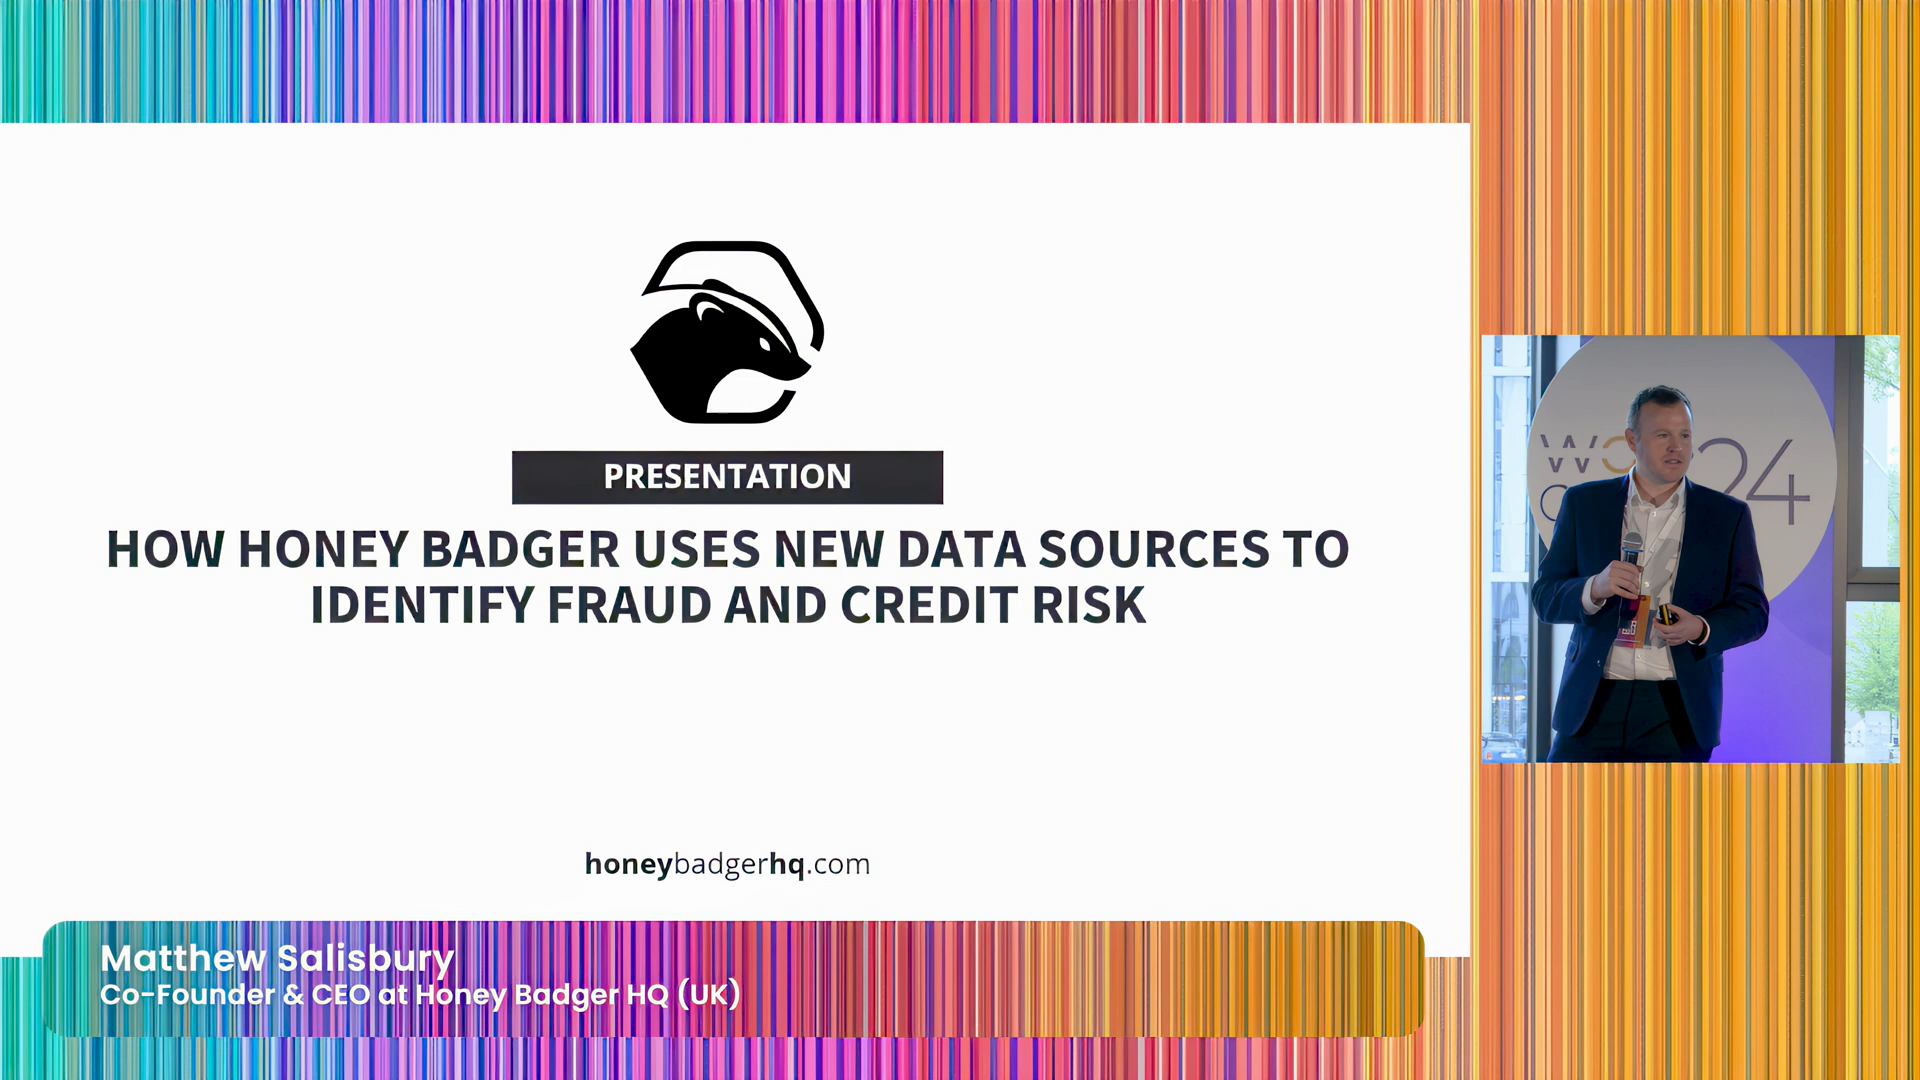 PRESENTATION
HOW HONEY BADGER USES NEW DATA SOURCES TO
IDENTIFY FRAUD AND CREDIT RISK
honeybadgerhq.com
Matthew Salisbury
Co-Founder & CEO at Honey Badger HQ (UK)
24